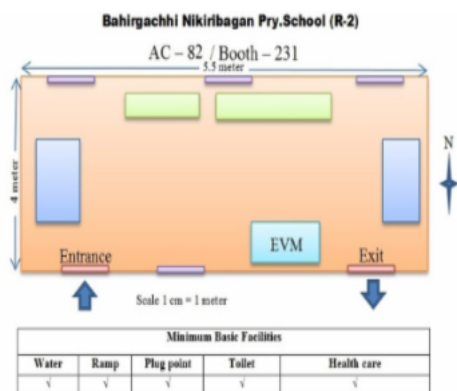 Bahirgachhi Nikiribagan Pry.School (R-2)
AC – 82 / Booth – 231
5.5 meter
4 meter
N
EVM
Entrance
Exit
Scale 1 cm = 1 meter
Minimum Basic Facilities
Water Ramp Plug point Toilet Health care
√ √ √ √ √